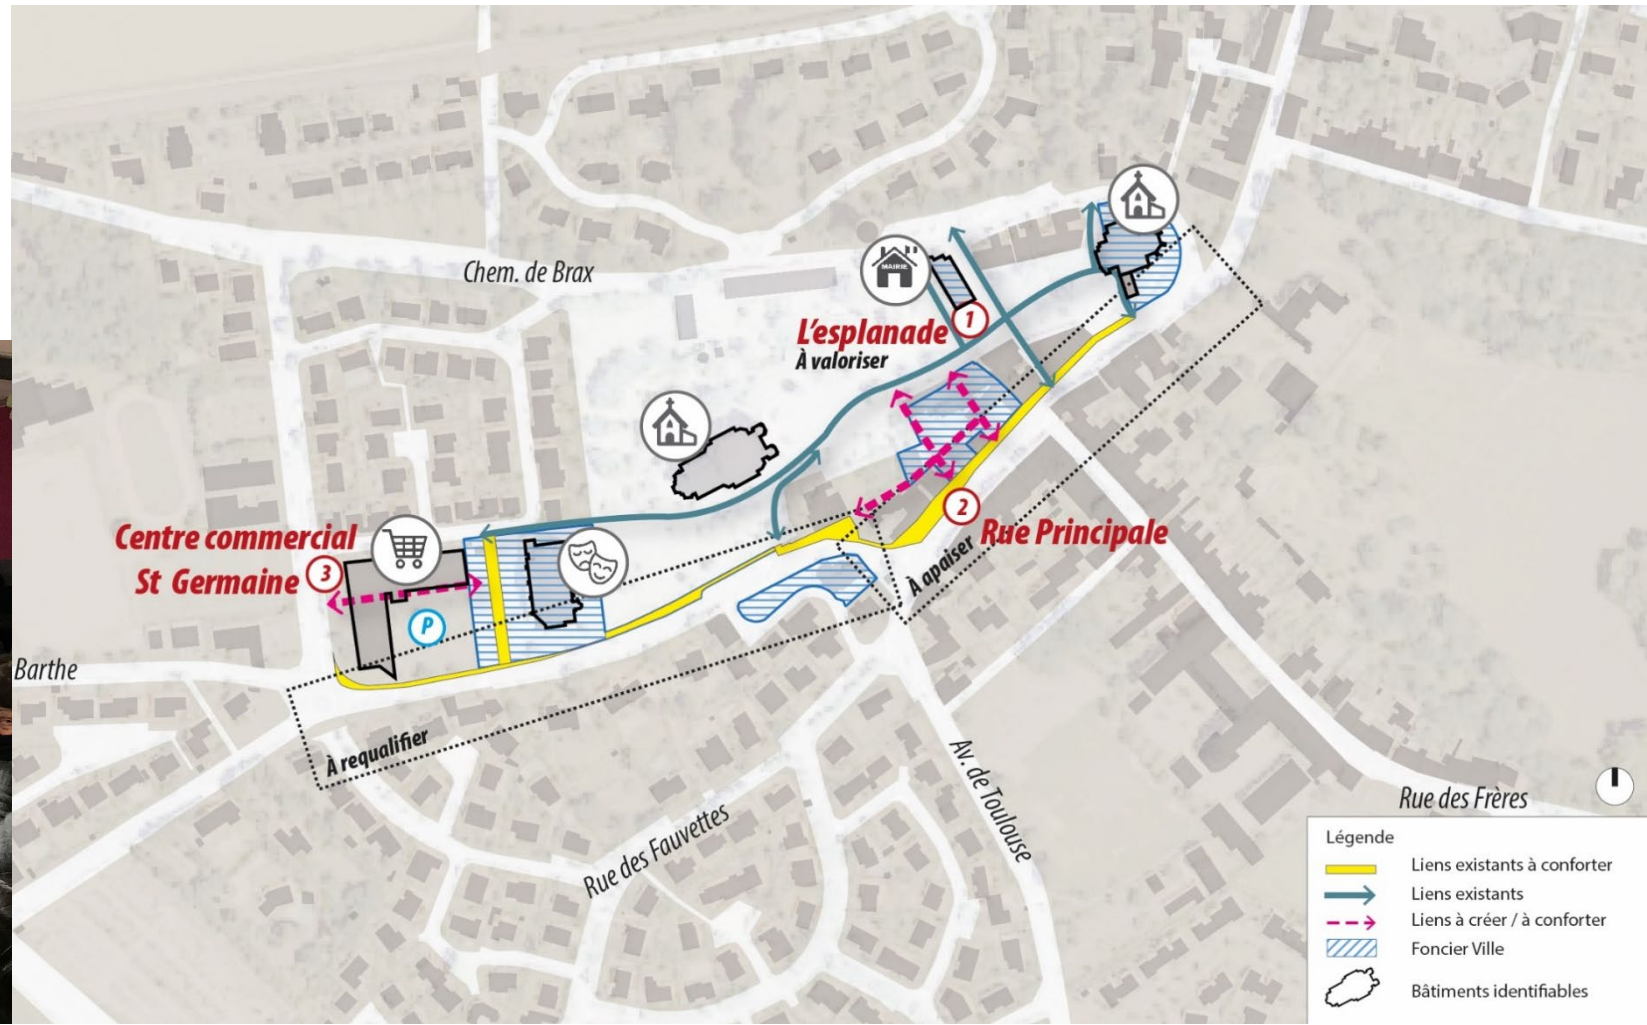 Chem. de Brax
MAIRIE
L'esplanade 1
À valoriser
Centre commercial
St Germaine 3
P
2
Rue Principale
À apaiser
Barthe
À requalifier
Rue des Fauvettes
Av. de Toulouse
Rue des Frères
Légende
Liens existants à conforter
Liens existants
Liens à créer / à conforter
Foncier Ville
Bâtiments identifiables